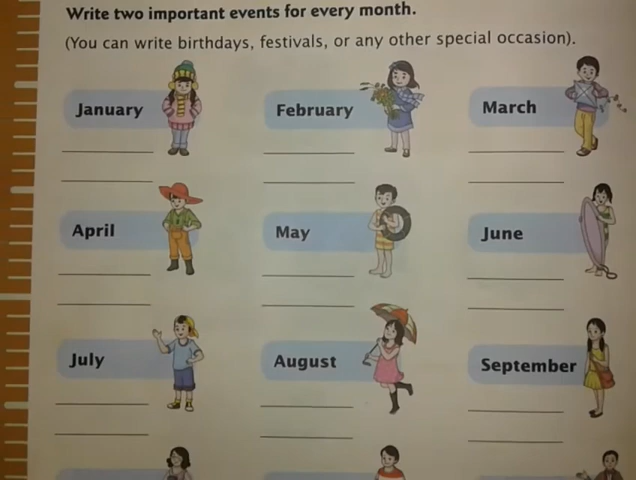 Write two important events for every month.
(You can write birthdays, festivals, or any other special occasion).
January
February
March
April
May
June
July
August
September